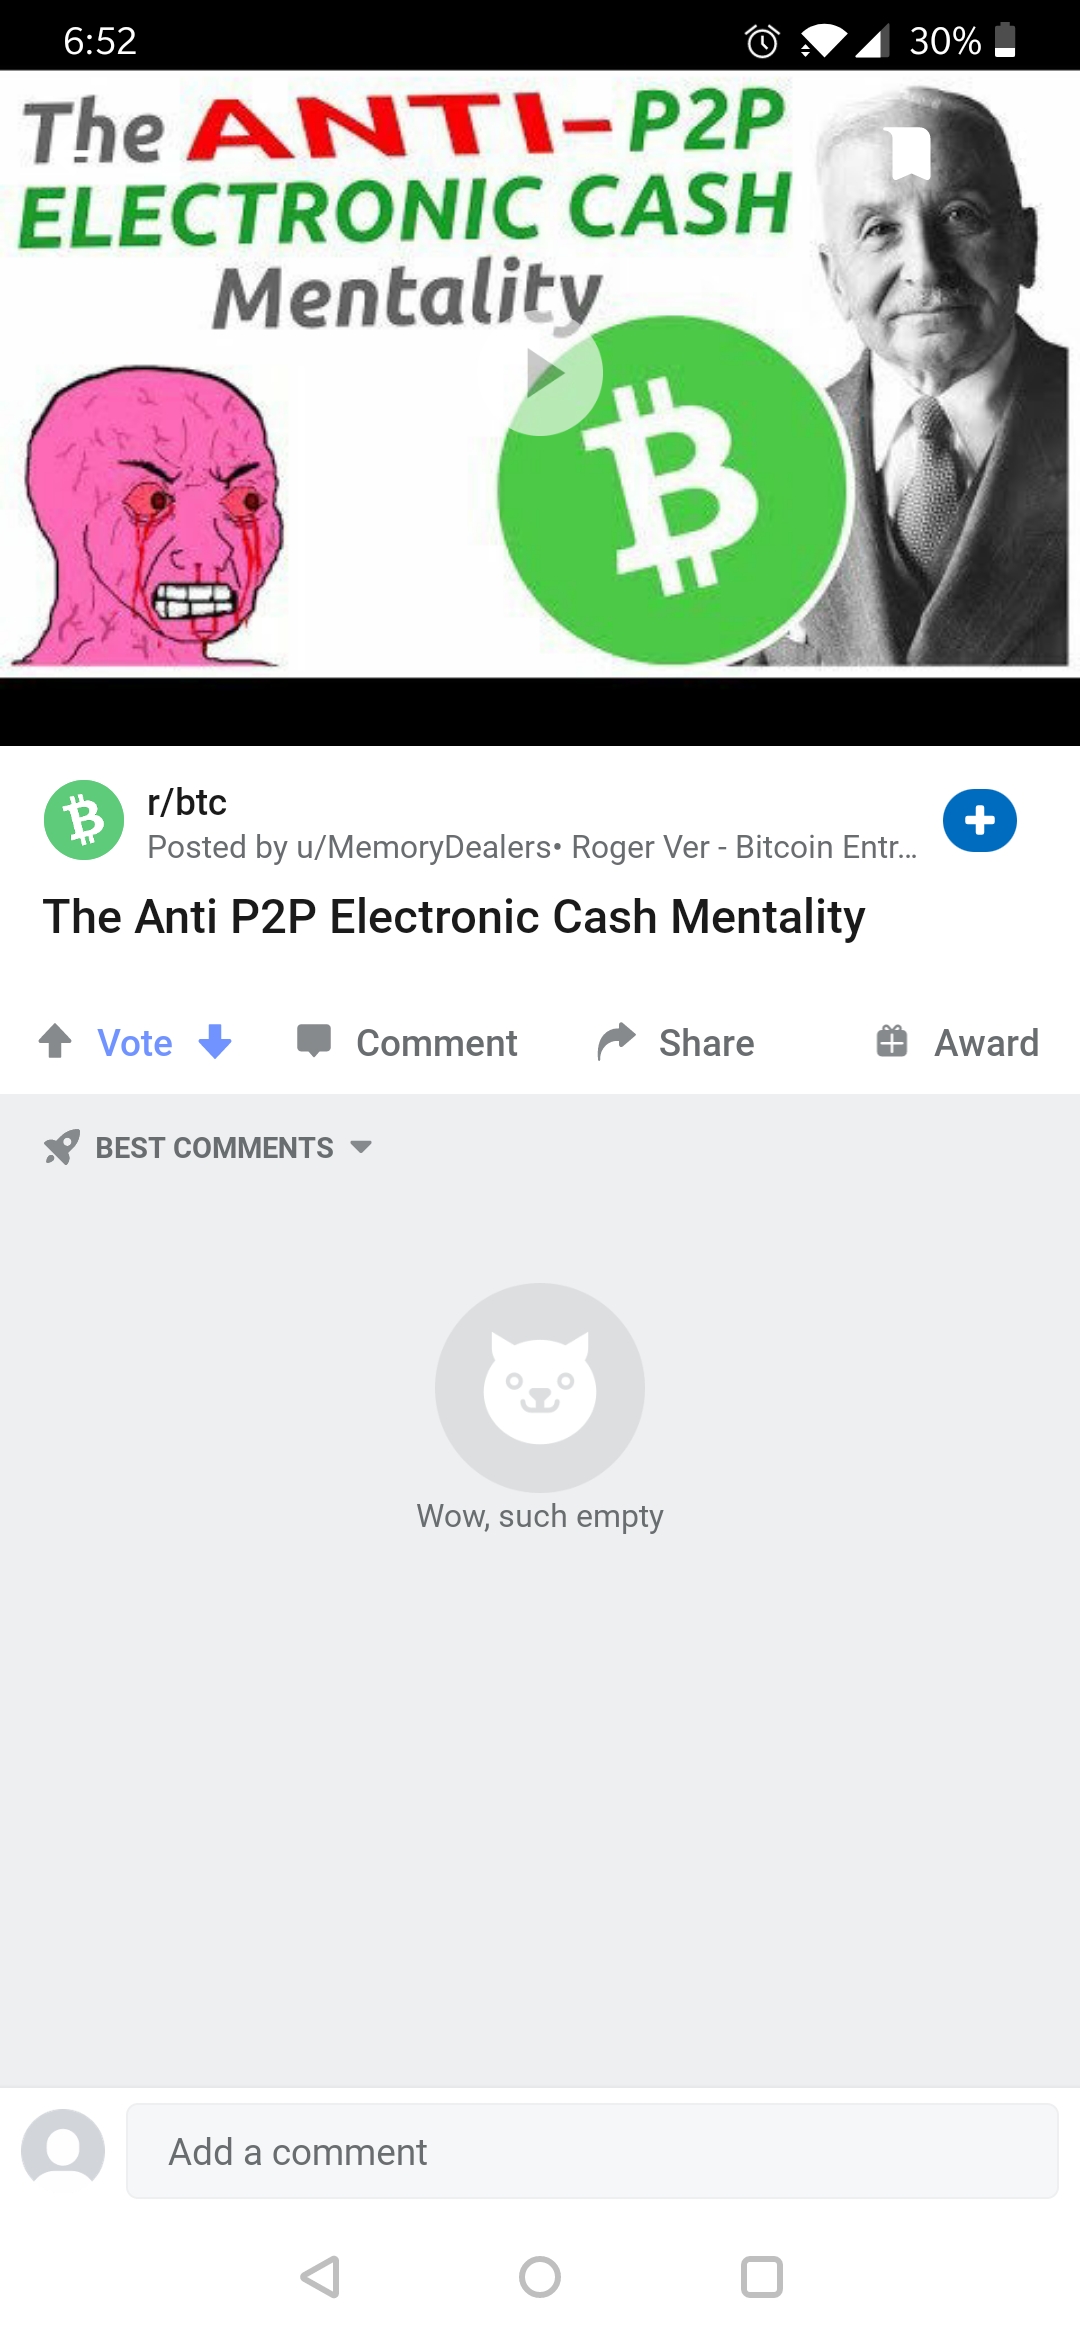 6:52
30%
The ANTI-P2P
ELECTRONIC CASH
Mentality
r/btc
Posted by u/MemoryDealers• Roger Ver - Bitcoin Entr...
The Anti P2P Electronic Cash Mentality
Vote Comment Share Award
BEST COMMENTS
Wow, such empty
Add a comment